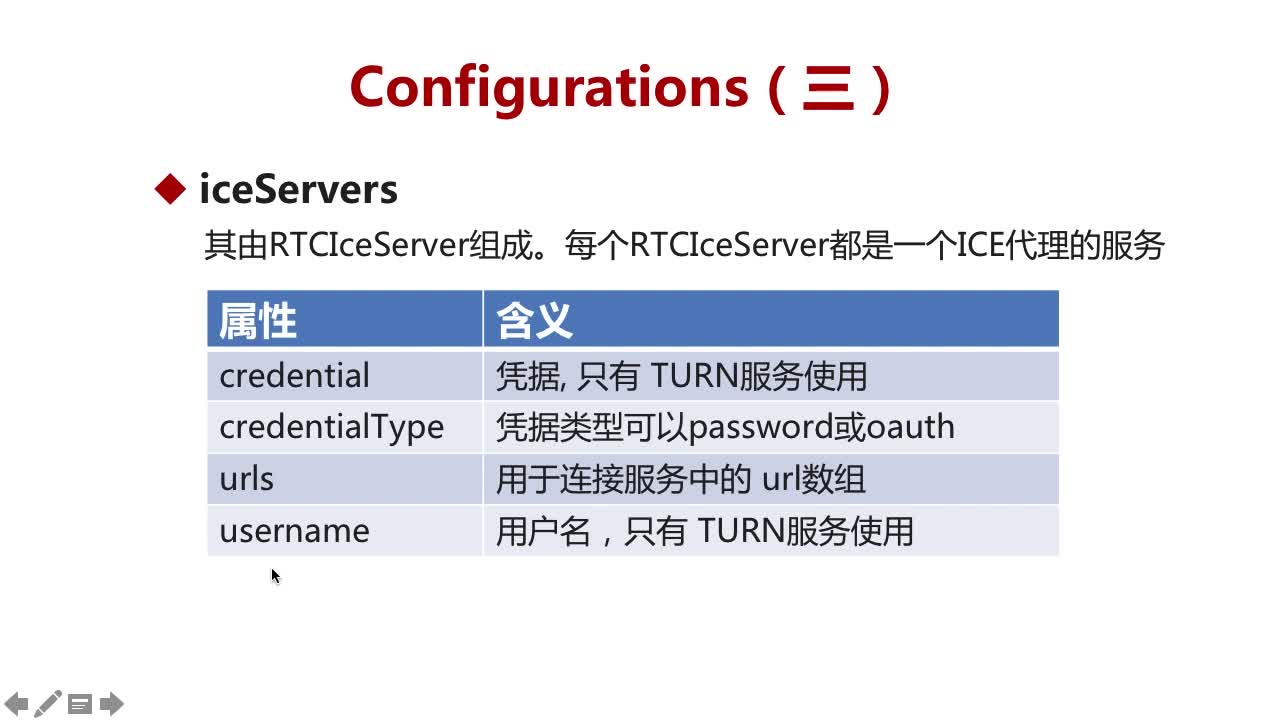 Configurations（三）
iceServers
其由RTCIceServer组成。每个RTCIceServer都是一个ICE代理的服务
属性 含义
credential 凭据, 只有 TURN服务使用
credentialType 凭据类型可以password或oauth
urls 用于连接服务中的 url数组
username 用户名，只有 TURN服务使用